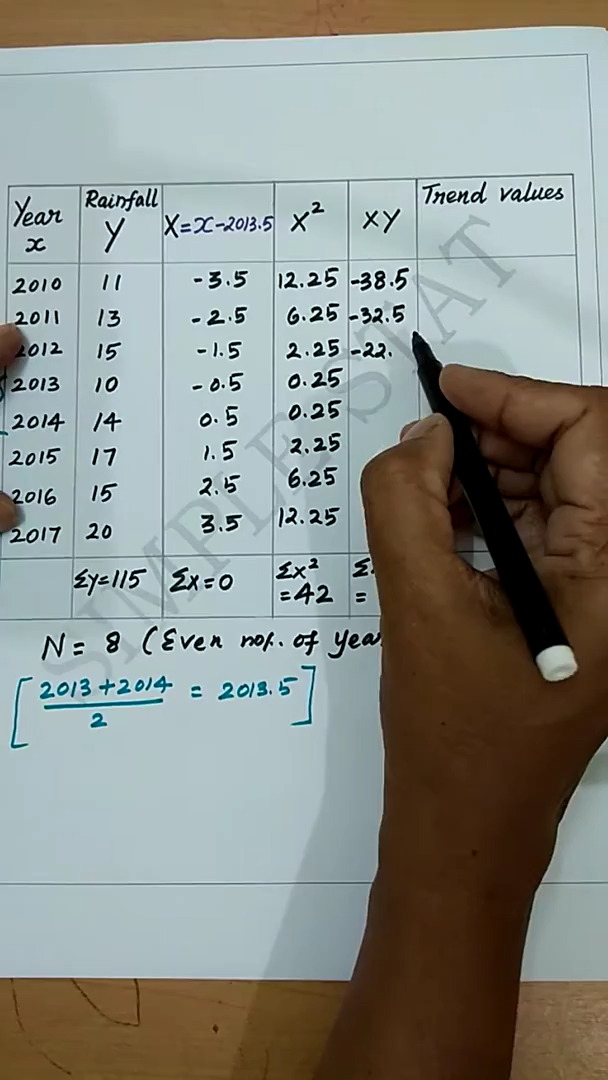 Year x Rainfall Y X = x - 2013.5 X² XY Trend values
2010 11 -3.5 12.25 -38.5
2011 13 -2.5 6.25 -32.5
2012 15 -1.5 2.25 -22.
2013 10 -0.5 0.25
2014 14 0.5 0.25
2015 17 1.5 2.25
2016 15 2.5 6.25
2017 20 3.5 12.25
Σy=115 Σx=0 Σx² = 42 Σ =
N = 8 (Even no/. of year
[2013+2014 / 2 = 2013.5]
SIMPLE STAT